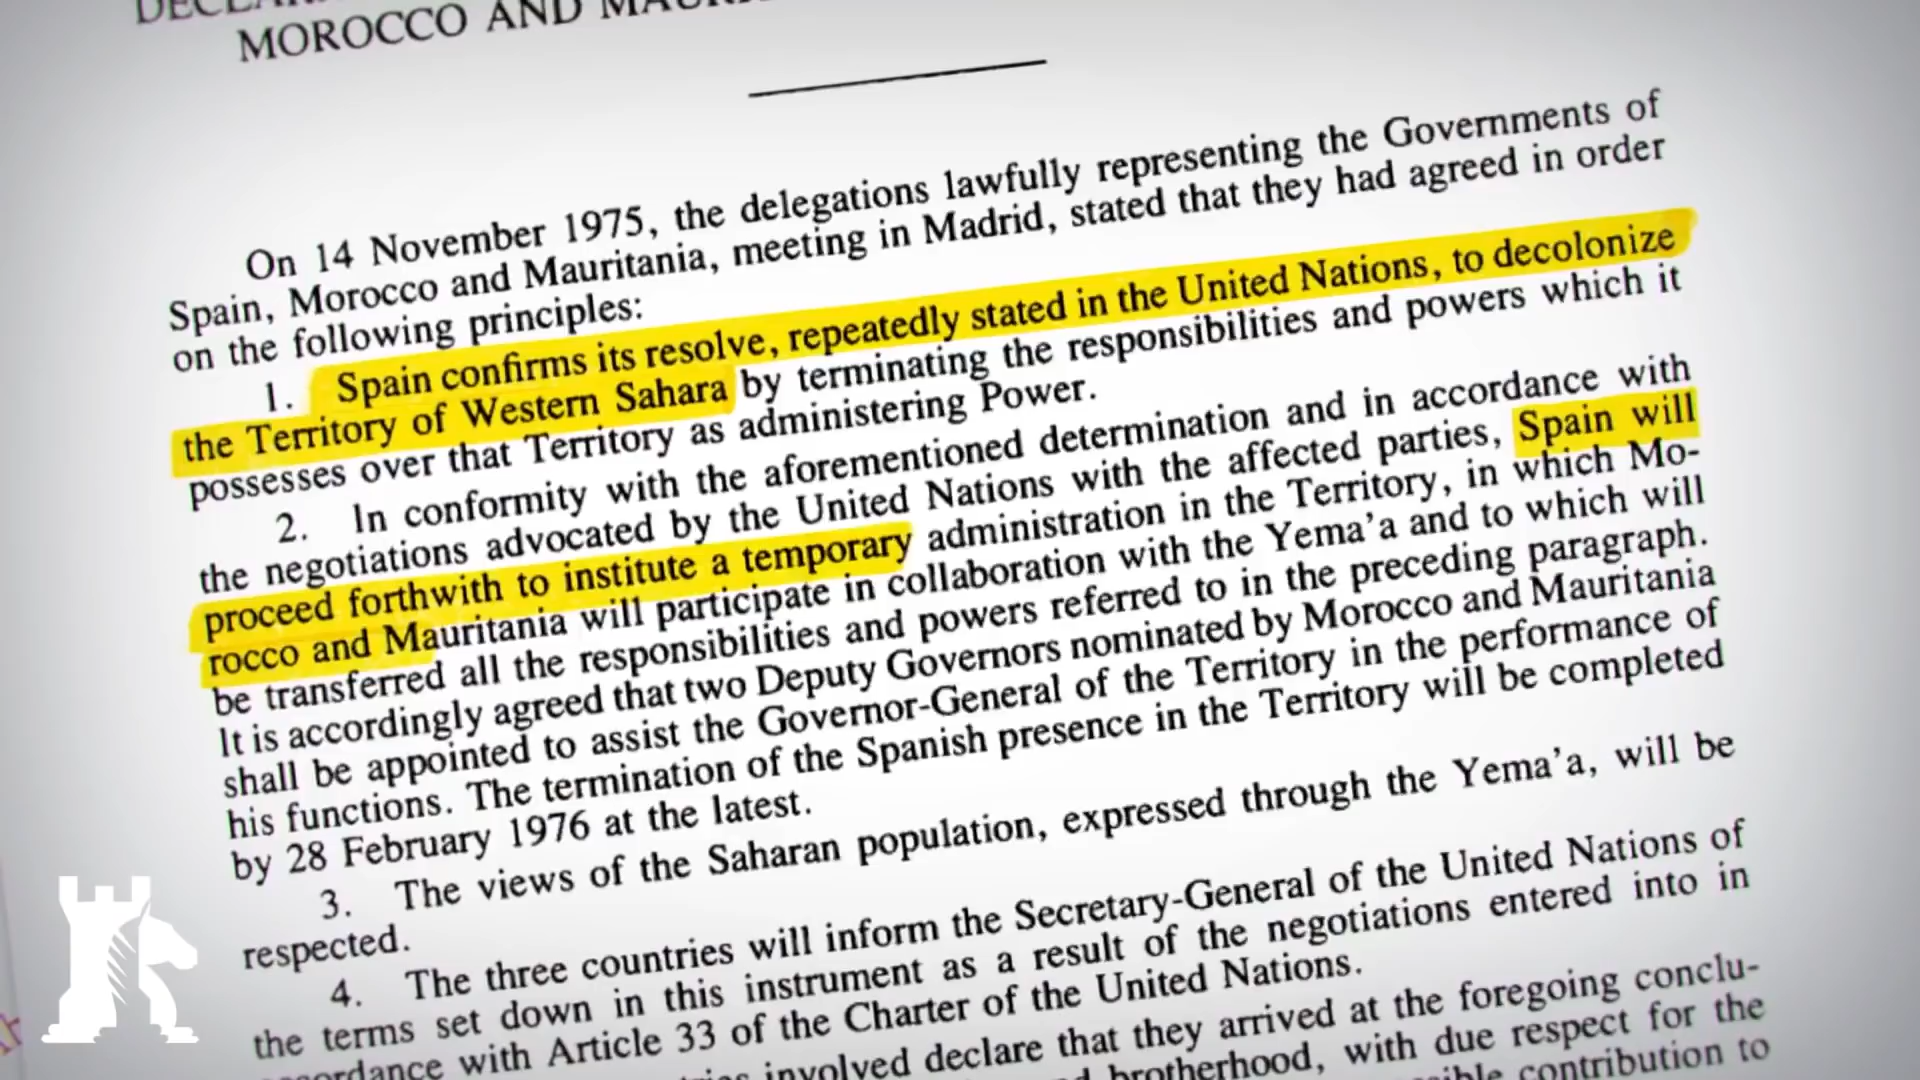 MOROCCO AND
On 14 November 1975, the delegations lawfully representing the Governments of
Spain, Morocco and Mauritania, meeting in Madrid, stated that they had agreed in order
on the following principles:
1. Spain confirms its resolve, repeatedly stated in the United Nations, to decolonize
the Territory of Western Sahara by terminating the responsibilities and powers which it
possesses over that Territory as administering Power.
2. In conformity with the aforementioned determination and in accordance with
the negotiations advocated by the United Nations with the affected parties, Spain will
proceed forthwith to institute a temporary administration in the Territory, in which Mo-
rocco and Mauritania will participate in collaboration with the Yema'a and to which will
be transferred all the responsibilities and powers referred to in the preceding paragraph.
It is accordingly agreed that two Deputy Governors nominated by Morocco and Mauritania
shall be appointed to assist the Governor-General of the Territory in the performance of
his functions. The termination of the Spanish presence in the Territory will be completed
by 28 February 1976 at the latest.
3. The views of the Saharan population, expressed through the Yema'a, will be
respected.
4. The three countries will inform the Secretary-General of the United Nations of
the terms set down in this instrument as a result of the negotiations entered into in
accordance with Article 33 of the Charter of the United Nations.
involved declare that they arrived at the foregoing conclu-
brotherhood, with due respect for the
contribution to